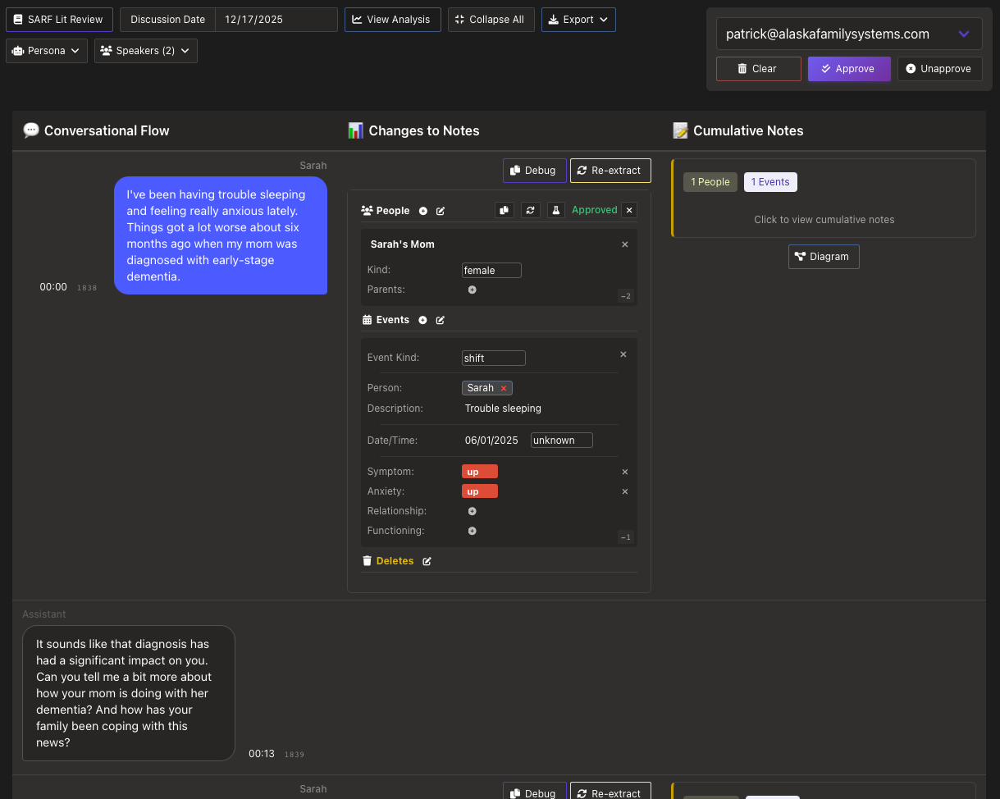 SARF Lit Review
Discussion Date
12/17/2025
View Analysis
Collapse All
Export
Persona
Speakers (2)
patrick@alaskafamilysystems.com
Clear
Approve
Unapprove
Conversational Flow
Changes to Notes
Cumulative Notes
Sarah
I've been having trouble sleeping
and feeling really anxious lately.
Things got a lot worse about six
months ago when my mom was
diagnosed with early-stage
dementia.
00:00 1838
Debug
Re-extract
People
Approved
Sarah's Mom
Kind: female
Parents:
-2
Events
Event Kind: shift
Person: Sarah
Description: Trouble sleeping
Date/Time: 06/01/2025 unknown
Symptom: up
Anxiety: up
Relationship:
Functioning:
-1
Deletes
1 People
1 Events
Click to view cumulative notes
Diagram
Assistant
It sounds like that diagnosis has
had a significant impact on you.
Can you tell me a bit more about
how your mom is doing with her
dementia? And how has your
family been coping with this
news?
00:13 1839
Sarah
Debug
Re-extract